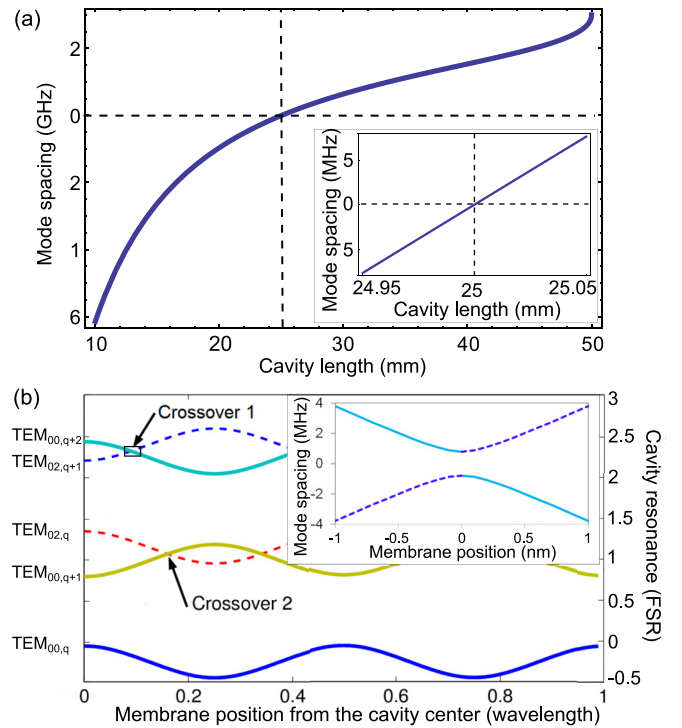 (a)
Mode spacing (GHz)
2
0
2
1
6
10
20
30
40
50
Cavity length (mm)
Mode spacing (MHz)
5
0
5
24.95
25
25.05
Cavity length (mm)
(b)
TEM00,q+2
TEM02,q+1
TEM02,q
TEM00,q+1
TEM00,q
Crossover 1
Crossover 2
Mode spacing (MHz)
4
2
0
-2
-4
-1
-0.5
0
0.5
1
Membrane position (nm)
3
2.5
2
1.5
1
0.5
0
-0.5
Cavity resonance (FSR)
0
0.2
0.4
0.6
0.8
1
Membrane position from the cavity center (wavelength)